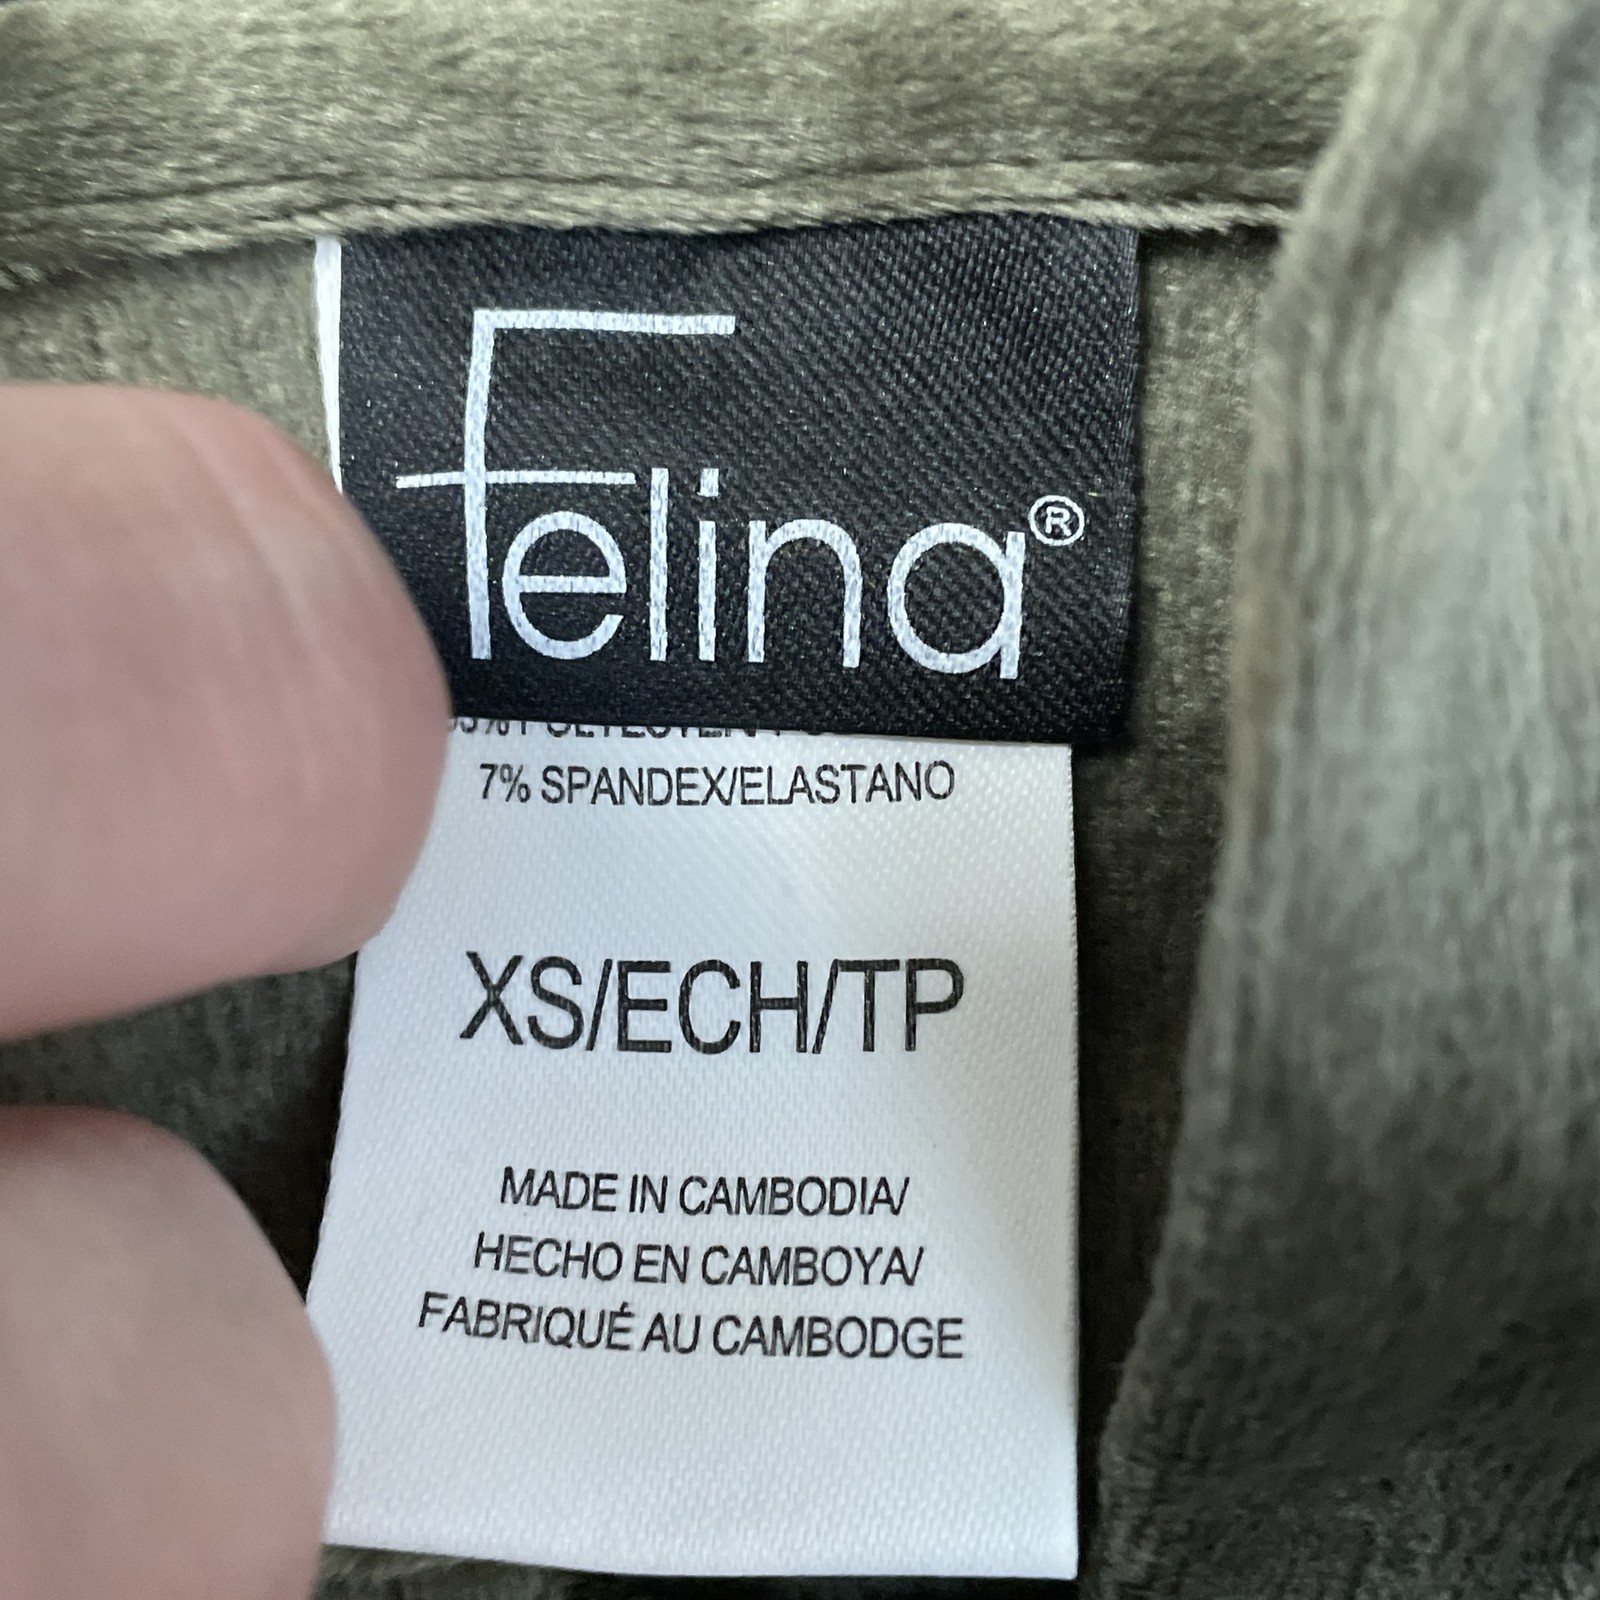 Felina®
7% SPANDEX/ELASTANO
XS/ECH/TP
MADE IN CAMBODIA/
HECHO EN CAMBOYA/
FABRIQUÉ AU CAMBODGE